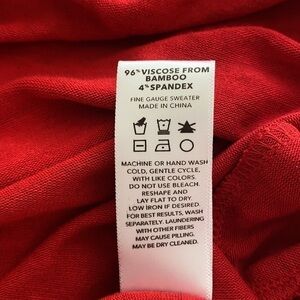 96% VISCOSE FROM
BAMBOO
4% SPANDEX
FINE GAUGE SWEATER
MADE IN CHINA
MACHINE OR HAND WASH
COLD, GENTLE CYCLE,
WITH LIKE COLORS.
DO NOT USE BLEACH.
RESHAPE AND
LAY FLAT TO DRY.
LOW IRON IF DESIRED.
FOR BEST RESULTS, WASH
SEPARATELY. LAUNDERING
WITH OTHER FIBERS
MAY CAUSE PILLING.
MAY BE DRY CLEANED.